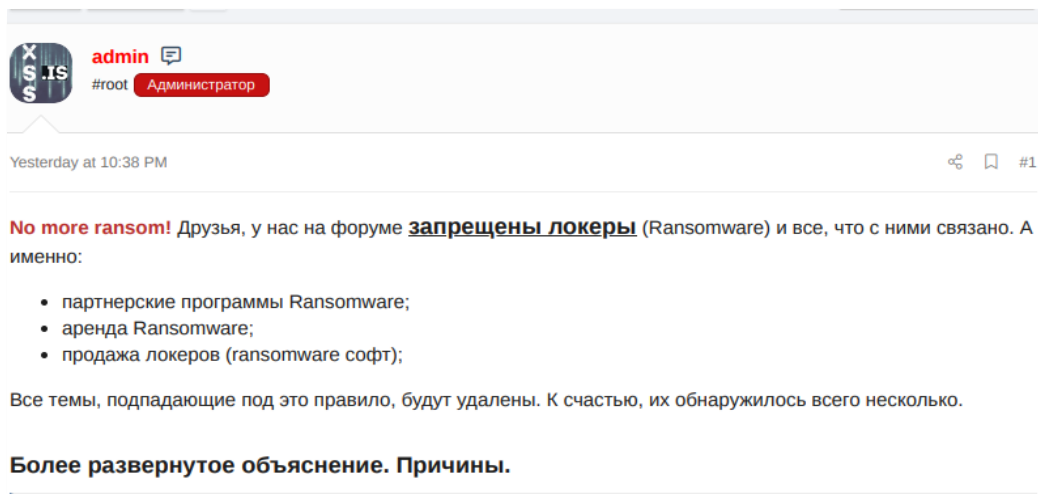 XSS.IS
admin
#root Администратор
Yesterday at 10:38 PM
#1
No more ransom! Друзья, у нас на форуме запрещены локеры (Ransomware) и все, что с ними связано. А
именно:
• партнерские программы Ransomware;
• аренда Ransomware;
• продажа локеров (ransomware софт);
Все темы, подпадающие под это правило, будут удалены. К счастью, их обнаружилось всего несколько.
Более развернутое объяснение. Причины.